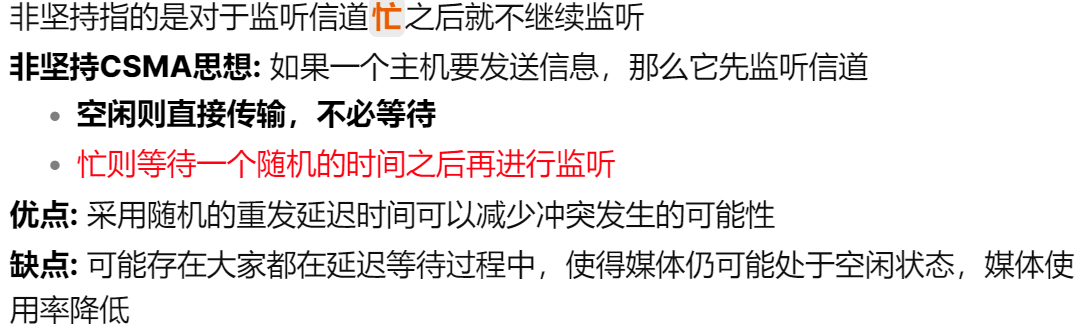 非坚持指的是对于监听信道忙之后就不继续监听
非坚持CSMA思想: 如果一个主机要发送信息，那么它先监听信道
• 空闲则直接传输，不必等待
• 忙则等待一个随机的时间之后再进行监听
优点: 采用随机的重发延迟时间可以减少冲突发生的可能性
缺点: 可能存在大家都在延迟等待过程中，使得媒体仍可能处于空闲状态，媒体使
用率降低